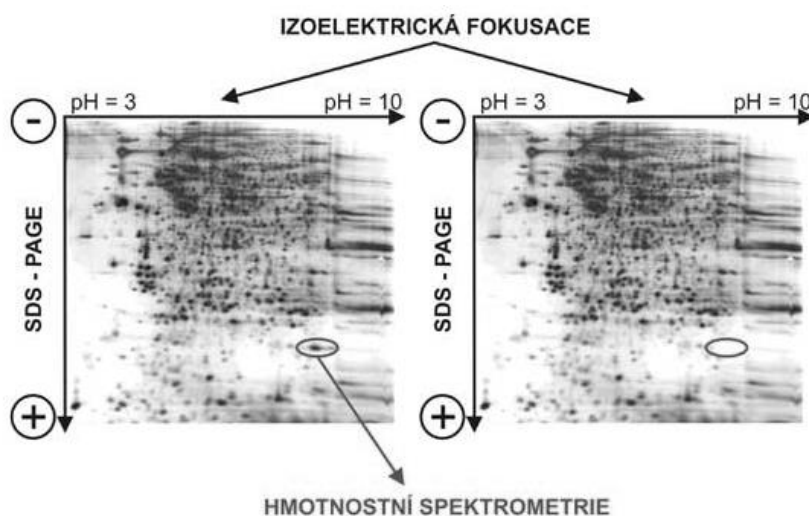 IZOELEKTRICKÁ FOKUSACE
pH = 3 pH = 10 pH = 3 pH = 10
-
-
SDS - PAGE
SDS - PAGE
+
+
HMOTNOSTNÍ SPEKTROMETRIE